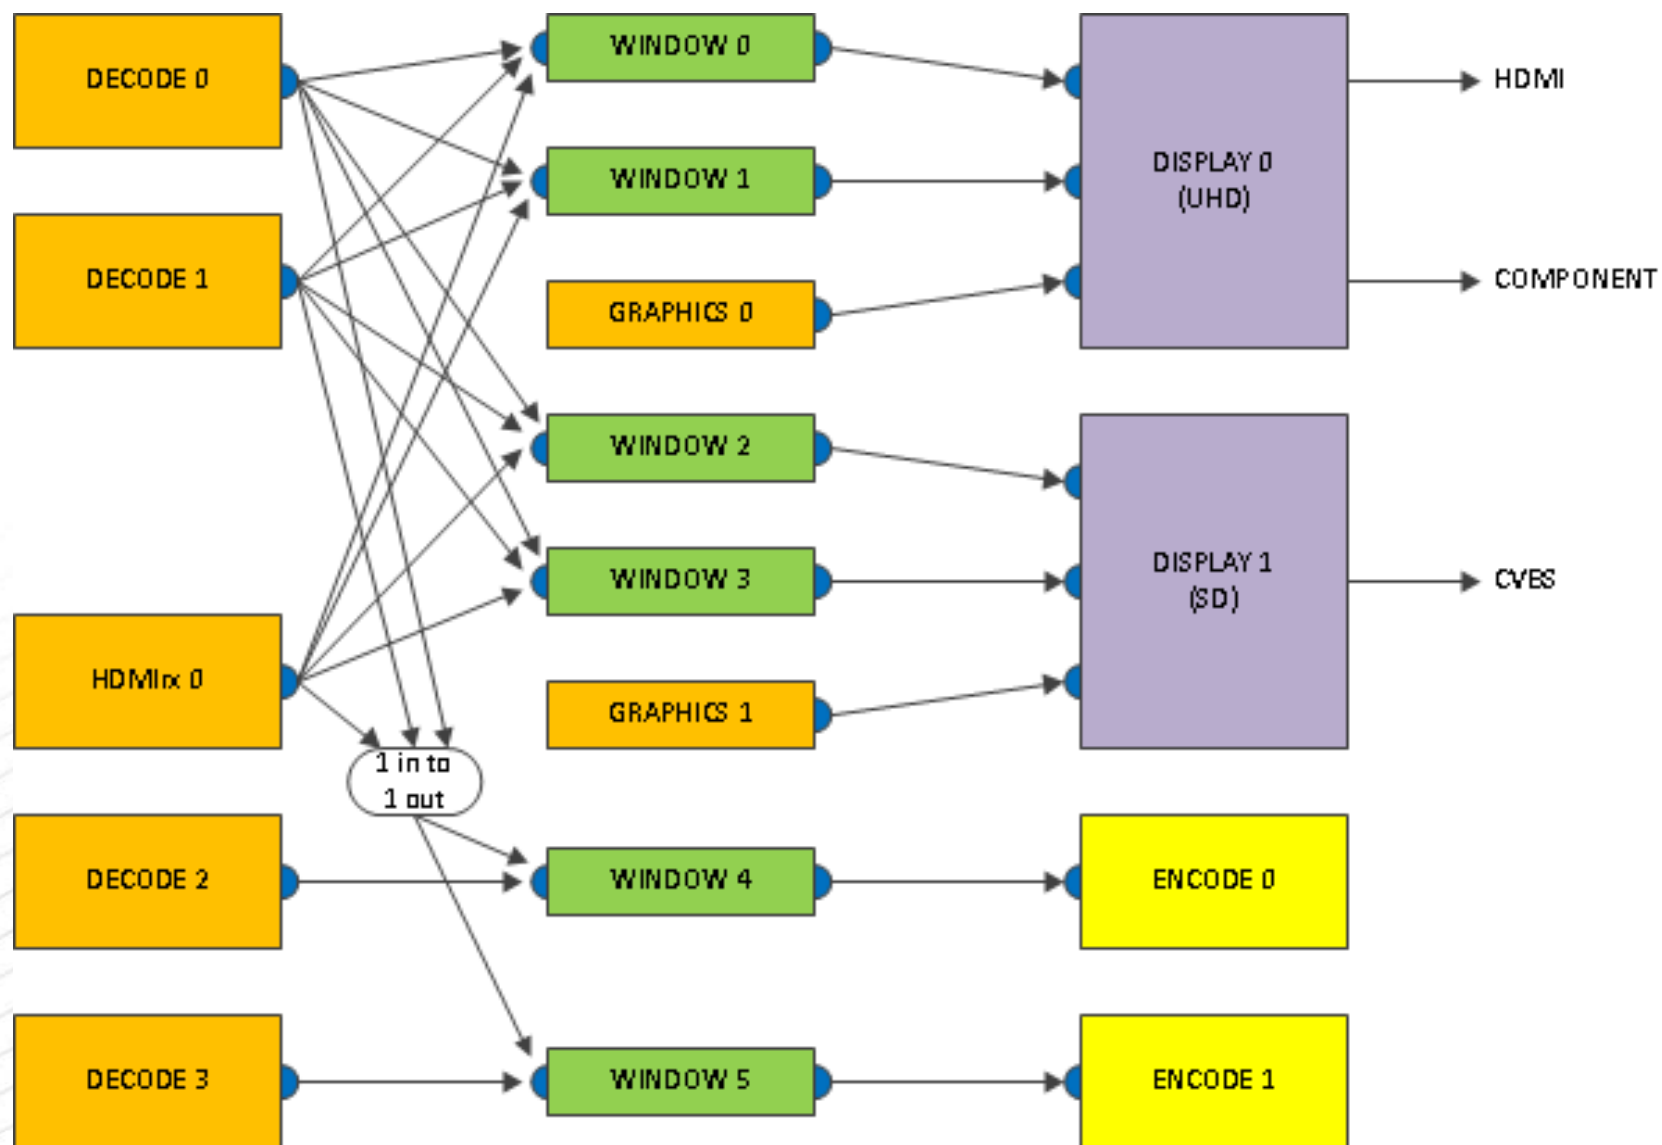 DECODE 0
WINDOW 0
HDMI
WINDOW 1
DISPLAY 0
(UHD)
DECODE 1
GRAPHICS 0
COMPONENT
WINDOW 2
WINDOW 3
DISPLAY 1
(SD)
CVBS
HDMIrx 0
GRAPHICS 1
1 in to
1 out
DECODE 2
WINDOW 4
ENCODE 0
DECODE 3
WINDOW 5
ENCODE 1